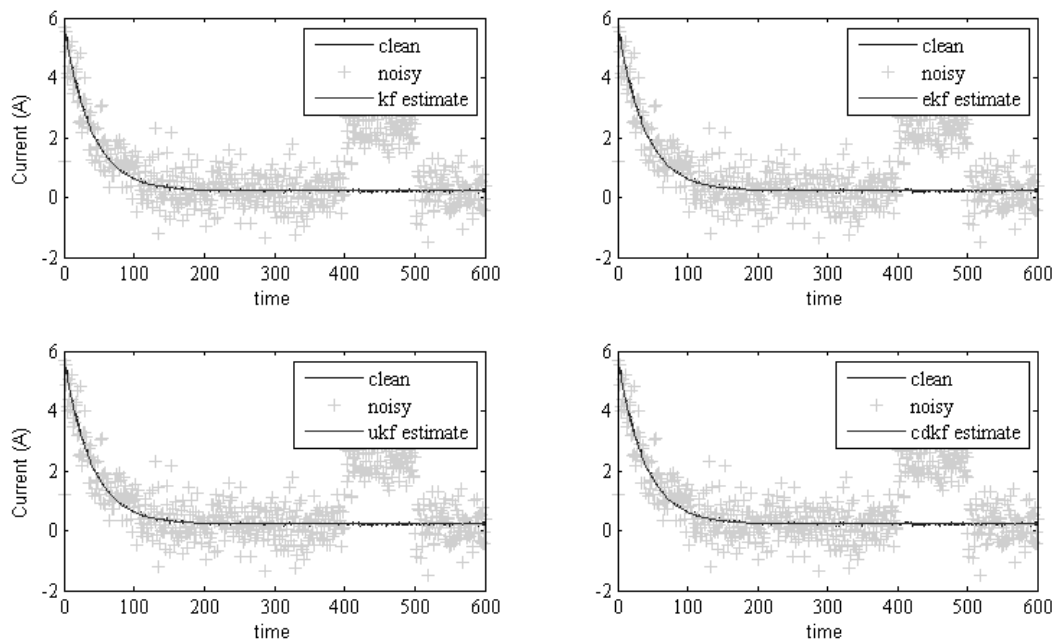 6
4
2
0
-2
Current (A)
0 100 200 300 400 500 600
time
clean
noisy
kf estimate
6
4
2
0
-2
0 100 200 300 400 500 600
time
clean
noisy
ekf estimate
6
4
2
0
-2
Current (A)
0 100 200 300 400 500 600
time
clean
noisy
ukf estimate
6
4
2
0
-2
0 100 200 300 400 500 600
time
clean
noisy
cdkf estimate